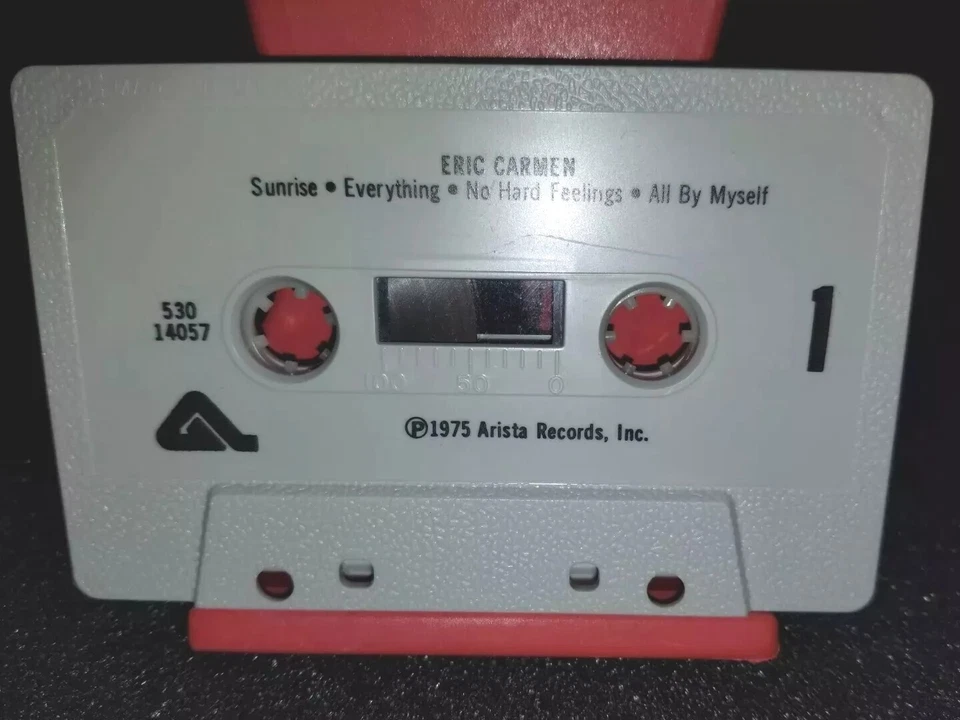 ERIC CARMEN
Sunrise • Everything • No Hard Feelings • All By Myself
530
14057
1
100 50 0
℗1975 Arista Records, Inc.